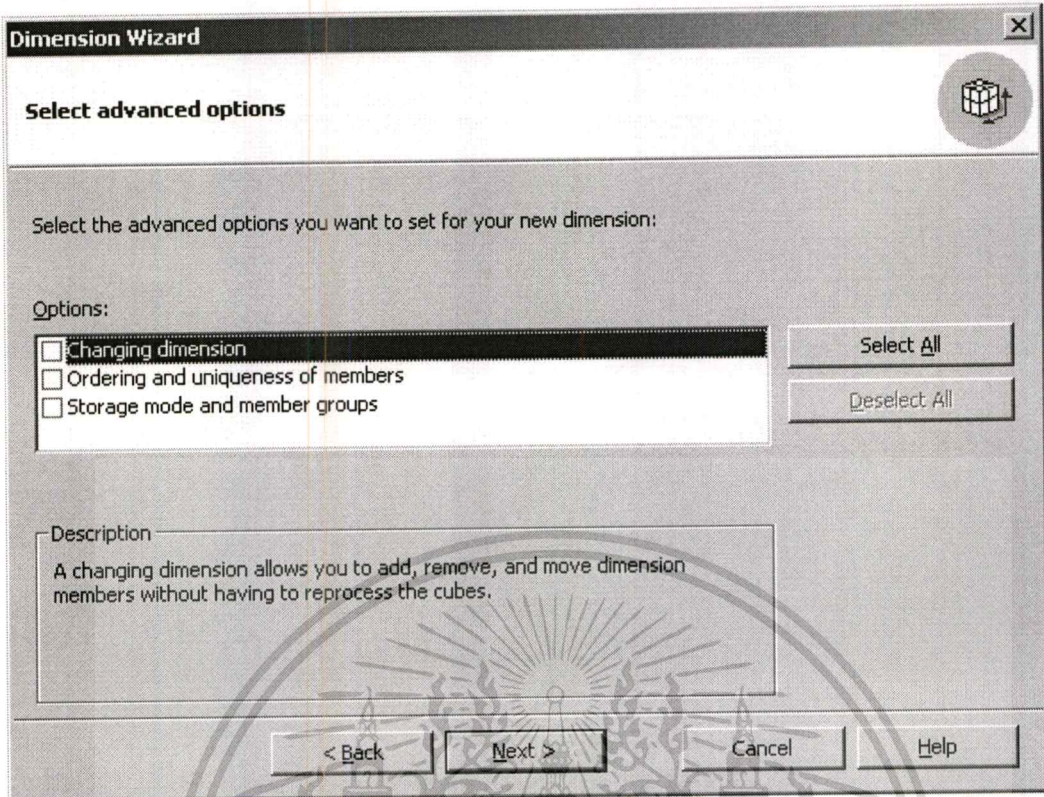 Dimension Wizard
Select advanced options
Select the advanced options you want to set for your new dimension:
Options:
Changing dimension
Ordering and uniqueness of members
Storage mode and member groups
Select All
Deselect All
Description
A changing dimension allows you to add, remove, and move dimension
members without having to reprocess the cubes.
< Back
Next >
Cancel
Help